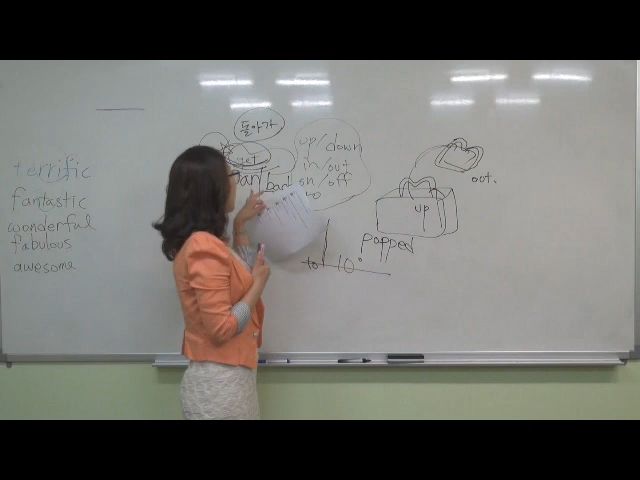 terrific
fantastic
wonderful
fabulous
awesome
돌아가
get
bad
up/down
in/out
on/off
to
10°
popped
up
out.